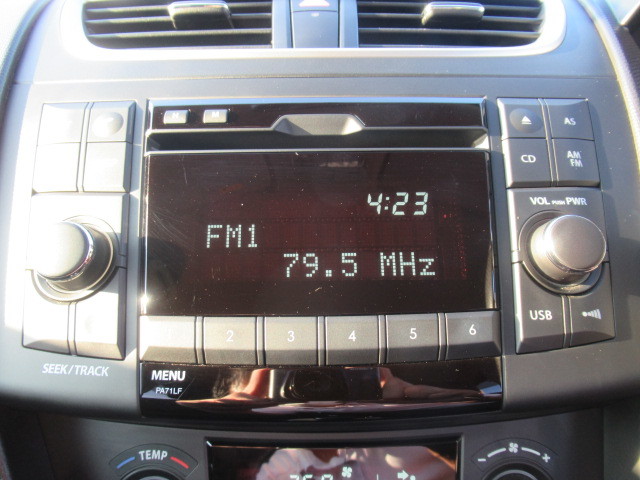 AS
CD
AM
FM
4:23
FM1
79.5 MHz
VOL PUSH PWR
USB
2 3 4 5 6
SEEK/TRACK
MENU
PA71LF
TEMP